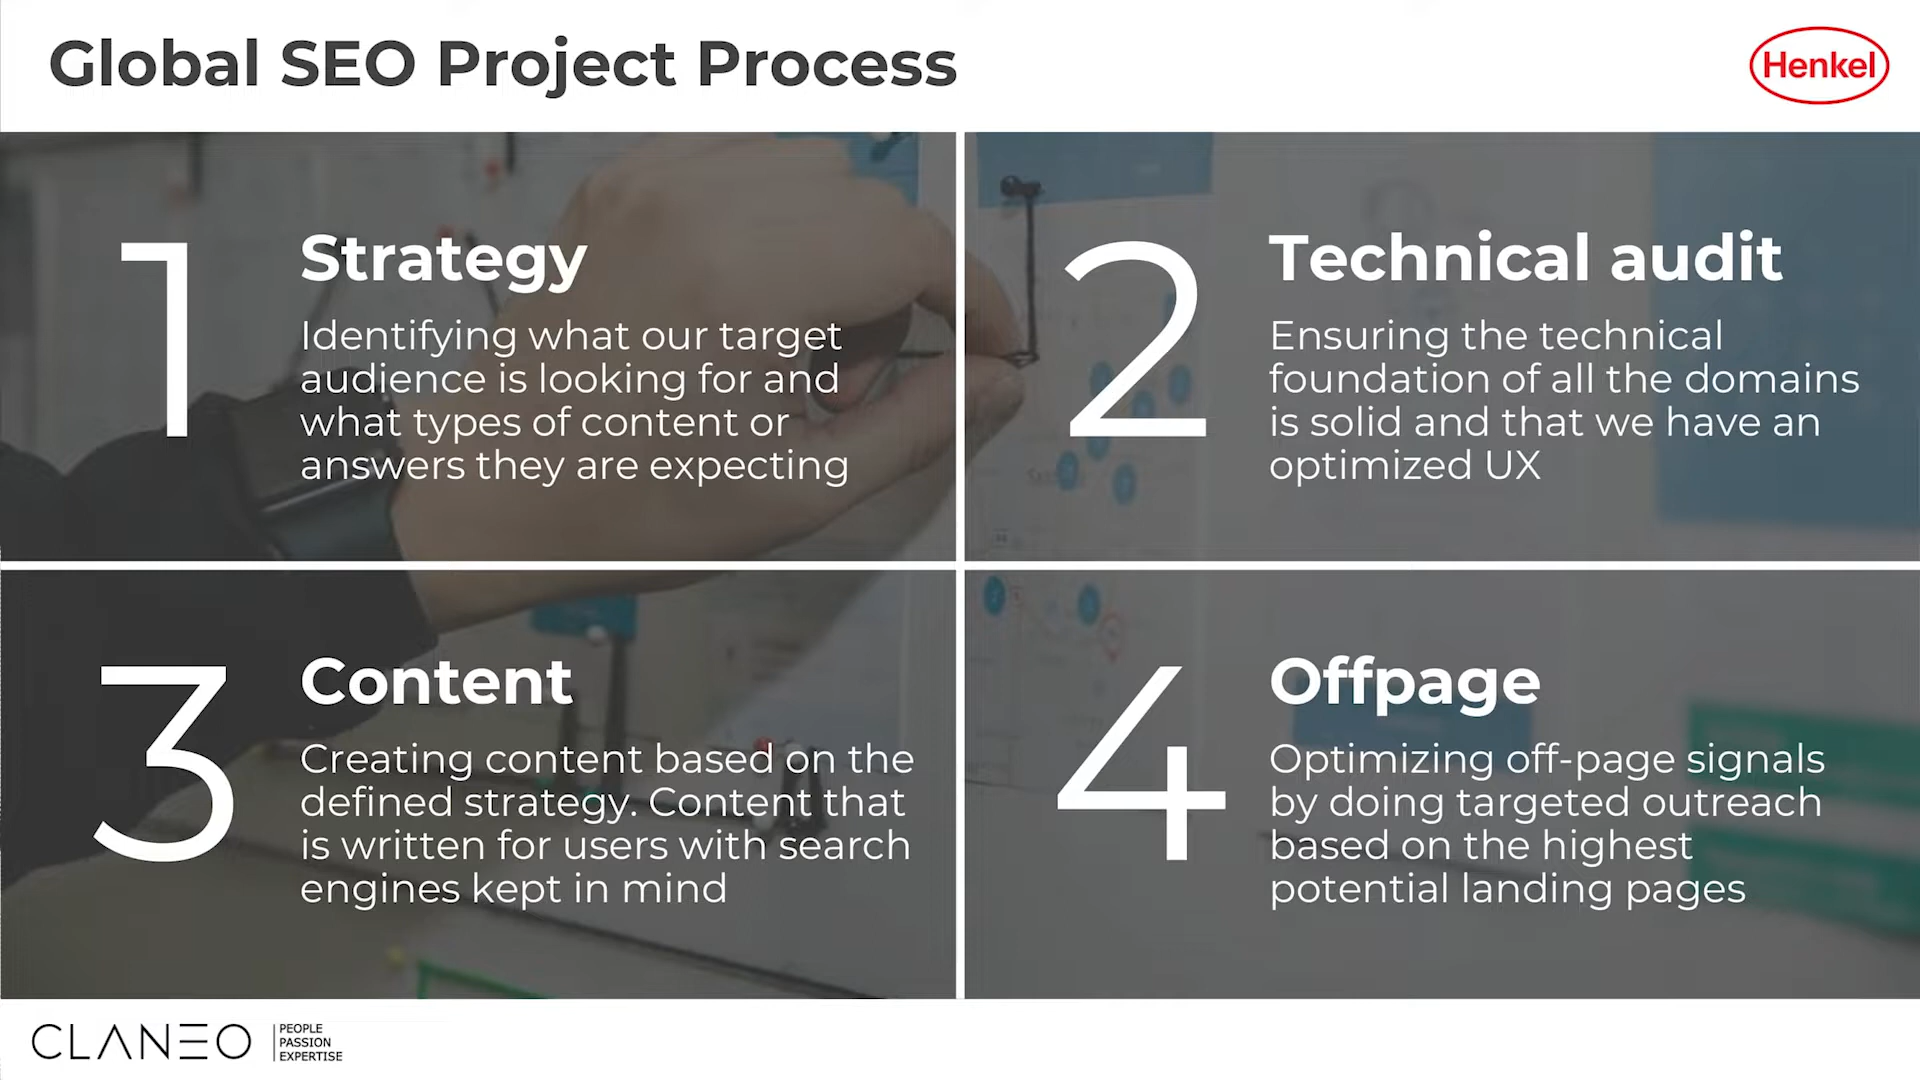 Global SEO Project Process
Henkel
1
Strategy
Identifying what our target
audience is looking for and
what types of content or
answers they are expecting
2
Technical audit
Ensuring the technical
foundation of all the domains
is solid and that we have an
optimized UX
3
Content
Creating content based on the
defined strategy. Content that
is written for users with search
engines kept in mind
4
Offpage
Optimizing off-page signals
by doing targeted outreach
based on the highest
potential landing pages
CLANEO
PEOPLE
PASSION
EXPERTISE